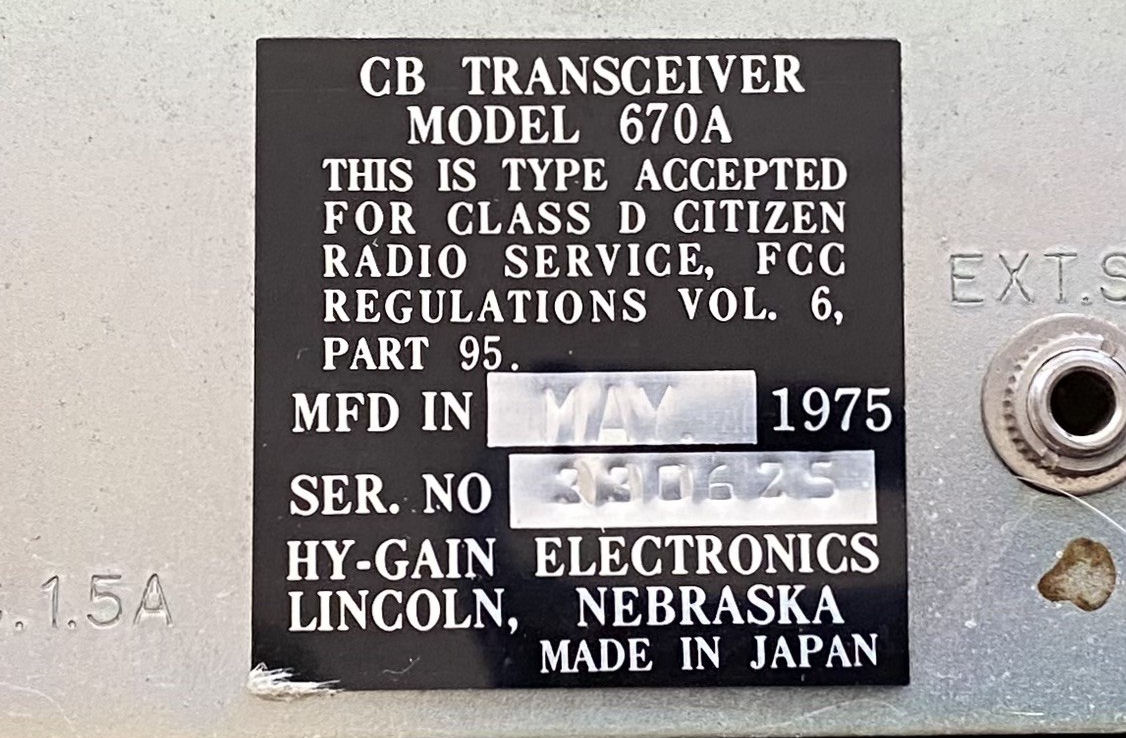 CB TRANSCEIVER
MODEL 670A
THIS IS TYPE ACCEPTED
FOR CLASS D CITIZEN
RADIO SERVICE, FCC
REGULATIONS VOL. 6,
PART 95.
MFD IN MAY. 1975
SER. NO 330625
HY-GAIN ELECTRONICS
LINCOLN, NEBRASKA
MADE IN JAPAN
EXT.S
1.5A